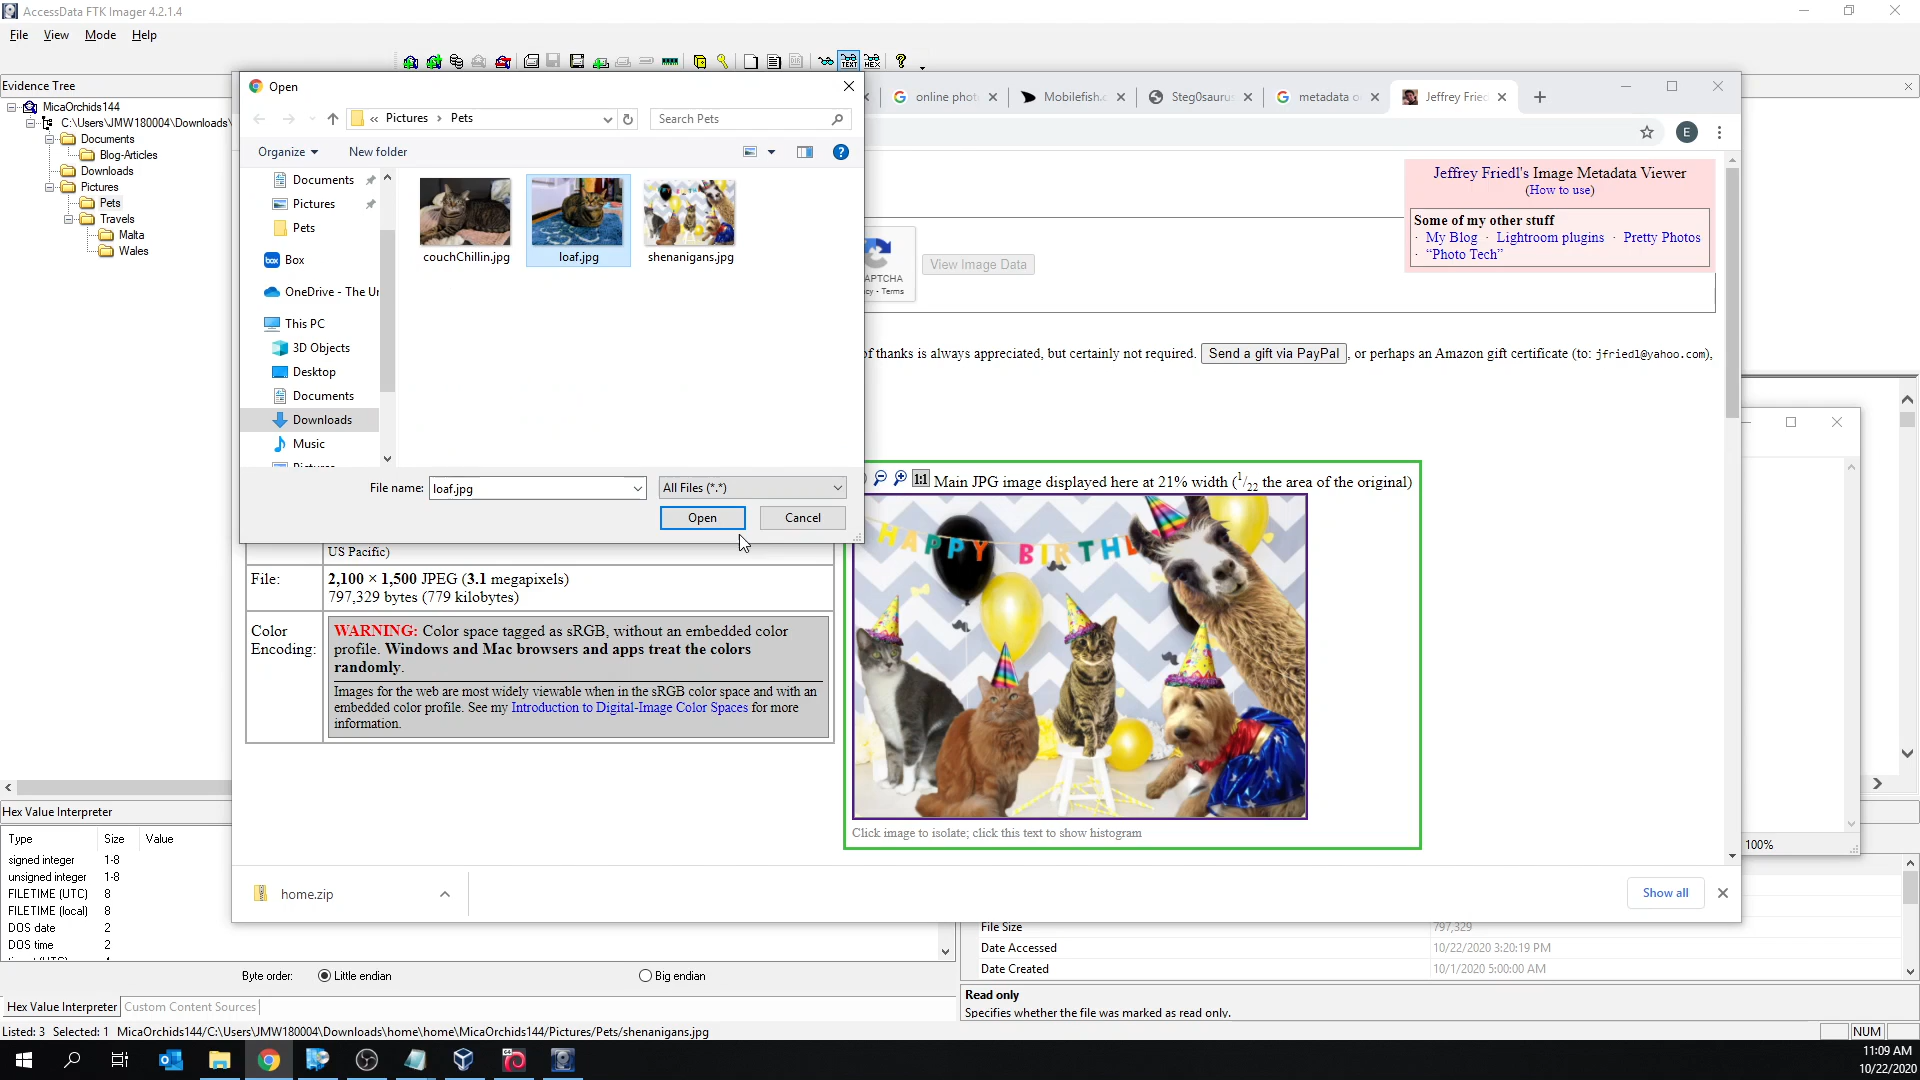 AccessData FTK Imager 4.2.1.4
File View Mode Help
Evidence Tree
MicaOrchids144
C:\Users\JMW180004\Downloads\
Documents
Blog-Articles
Downloads
Pictures
Pets
Travels
Malta
Wales
Open
« Pictures > Pets
Search Pets
Organize
New folder
Documents
Pictures
Pets
Box
OneDrive - The Ur
This PC
3D Objects
Desktop
Documents
Downloads
Music
couchChillin.jpg
loaf.jpg
shenanigans.jpg
File name: loaf.jpg
All Files (*.*)
Open
Cancel
online phot
Mobilefish.c
Steg0saurus
metadata o
Jeffrey Fried
E
Jeffrey Friedl's Image Metadata Viewer
(How to use)
Some of my other stuff
· My Blog · Lightroom plugins · Pretty Photos
· “Photo Tech”
APTCHA
cy - Terms
View Image Data
of thanks is always appreciated, but certainly not required. Send a gift via PayPal, or perhaps an Amazon gift certificate (to: jfriedl@yahoo.com),
1:1 Main JPG image displayed here at 21% width (1/22 the area of the original)
HAPPY BIRTH
Click image to isolate; click this text to show histogram
US Pacific)
File: 2,100 × 1,500 JPEG (3.1 megapixels)
797,329 bytes (779 kilobytes)
Color
Encoding:
WARNING: Color space tagged as sRGB, without an embedded color
profile. Windows and Mac browsers and apps treat the colors
randomly.
Images for the web are most widely viewable when in the sRGB color space and with an
embedded color profile. See my Introduction to Digital-Image Color Spaces for more
information.
home.zip
Show all
100%
Hex Value Interpreter
Type Size Value
signed integer 1-8
unsigned integer 1-8
FILETIME (UTC) 8
FILETIME (local) 8
DOS date 2
DOS time 2
Byte order: Little endian Big endian
Hex Value Interpreter Custom Content Sources
File Size 797,329
Date Accessed 10/22/2020 3:20:19 PM
Date Created 10/1/2020 5:00:00 AM
Read only
Specifies whether the file was marked as read only.
Listed: 3 Selected: 1 MicaOrchids144/C:\Users\JMW180004\Downloads\home\home\MicaOrchids144/Pictures/Pets/shenanigans.jpg
NUM
11:09 AM
10/22/2020